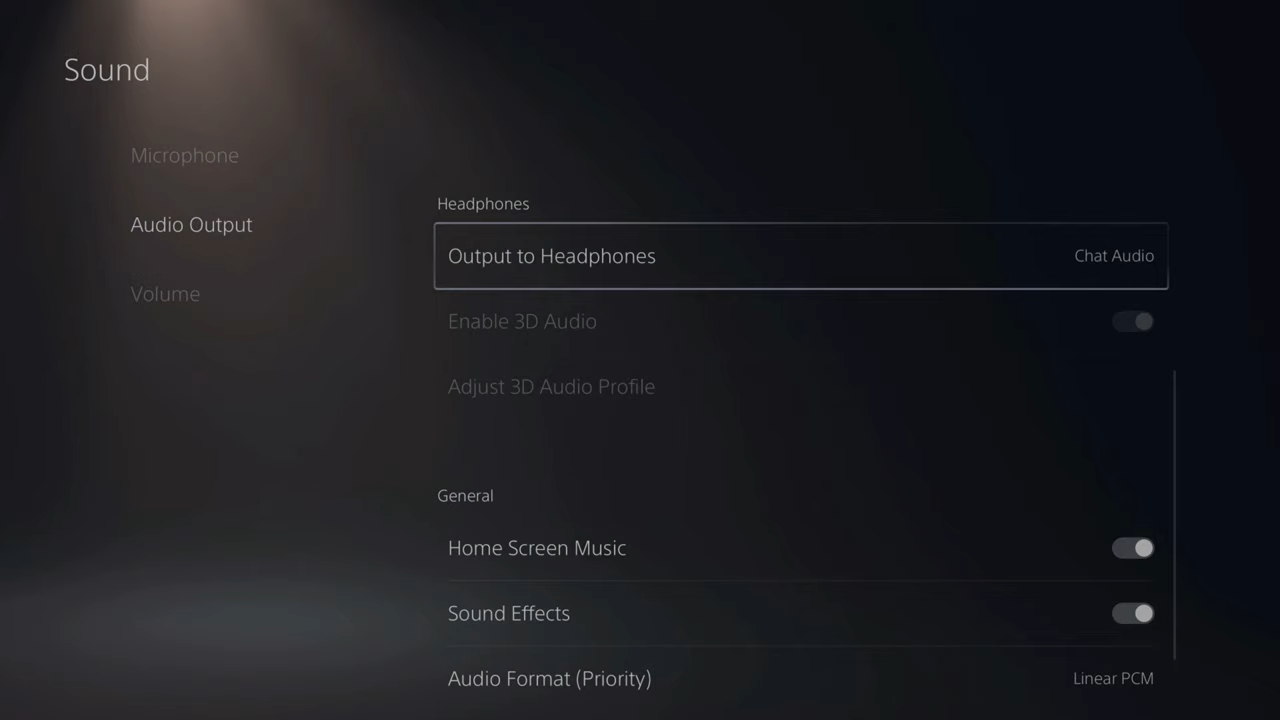 Sound
Microphone
Audio Output
Volume
Headphones
Output to Headphones Chat Audio
Enable 3D Audio
Adjust 3D Audio Profile
General
Home Screen Music
Sound Effects
Audio Format (Priority) Linear PCM